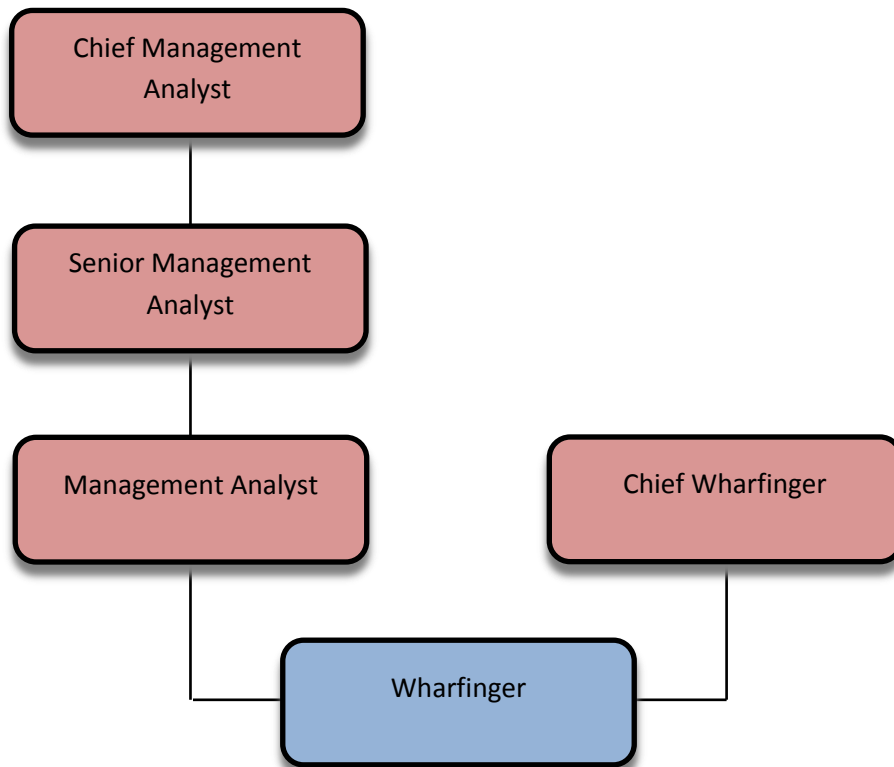 Chief Management
Analyst
Senior Management
Analyst
Management Analyst
Chief Wharfinger
Wharfinger